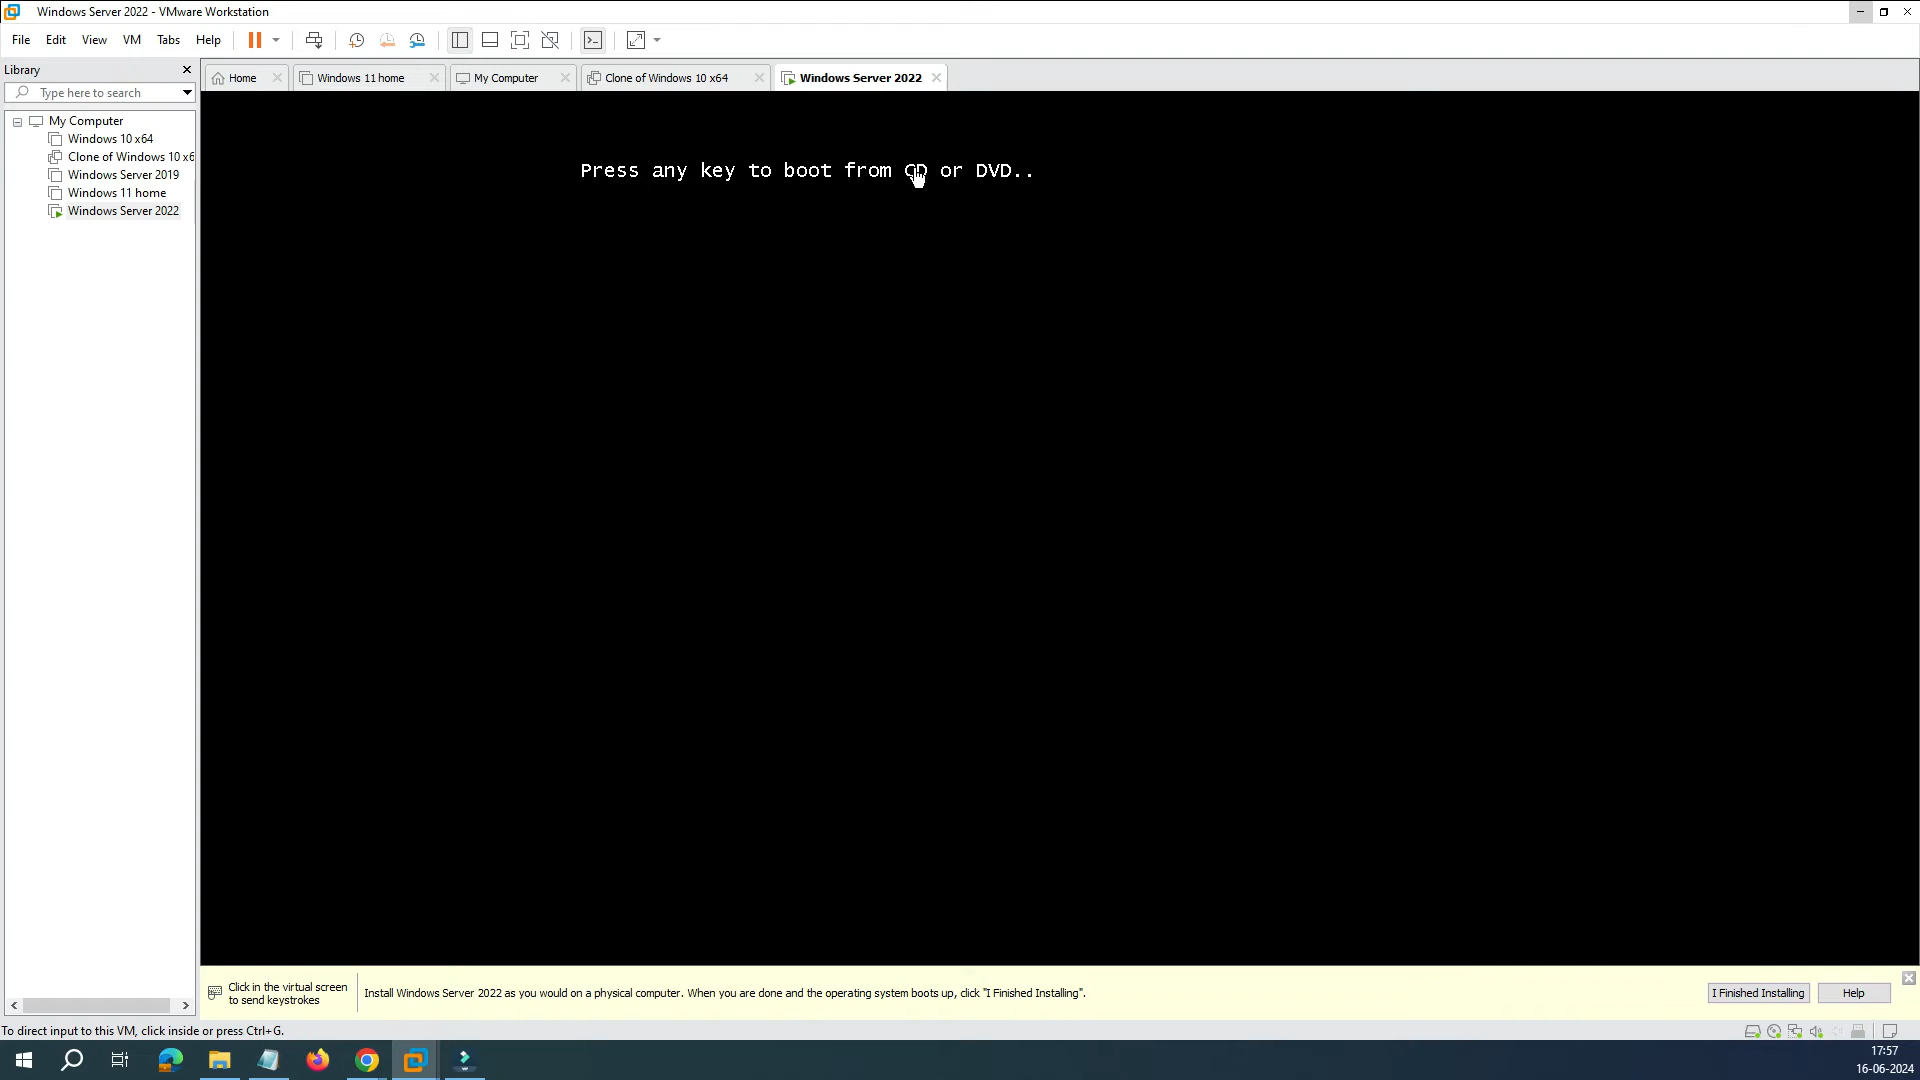 Windows Server 2022 - VMware Workstation
File Edit View VM Tabs Help
Library
Type here to search
Home
Windows 11 home
My Computer
Clone of Windows 10 x64
Windows Server 2022
My Computer
Windows 10 x64
Clone of Windows 10 x6
Windows Server 2019
Windows 11 home
Windows Server 2022
Press any key to boot from CD or DVD..
Click in the virtual screen
to send keystrokes
Install Windows Server 2022 as you would on a physical computer. When you are done and the operating system boots up, click "I Finished Installing".
I Finished Installing
Help
To direct input to this VM, click inside or press Ctrl+G.
17:57
16-06-2024